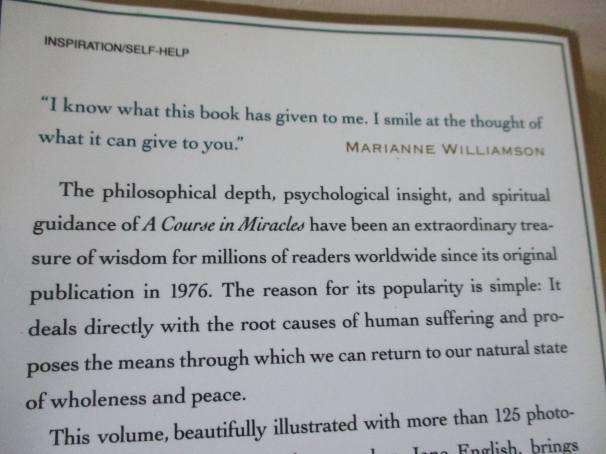 INSPIRATION/SELF-HELP
"I know what this book has given to me. I smile at the thought of
what it can give to you." MARIANNE WILLIAMSON
The philosophical depth, psychological insight, and spiritual
guidance of A Course in Miracles have been an extraordinary trea-
sure of wisdom for millions of readers worldwide since its original
publication in 1976. The reason for its popularity is simple: It
deals directly with the root causes of human suffering and pro-
poses the means through which we can return to our natural state
of wholeness and peace.
This volume, beautifully illustrated with more than 125 photo-
English, brings